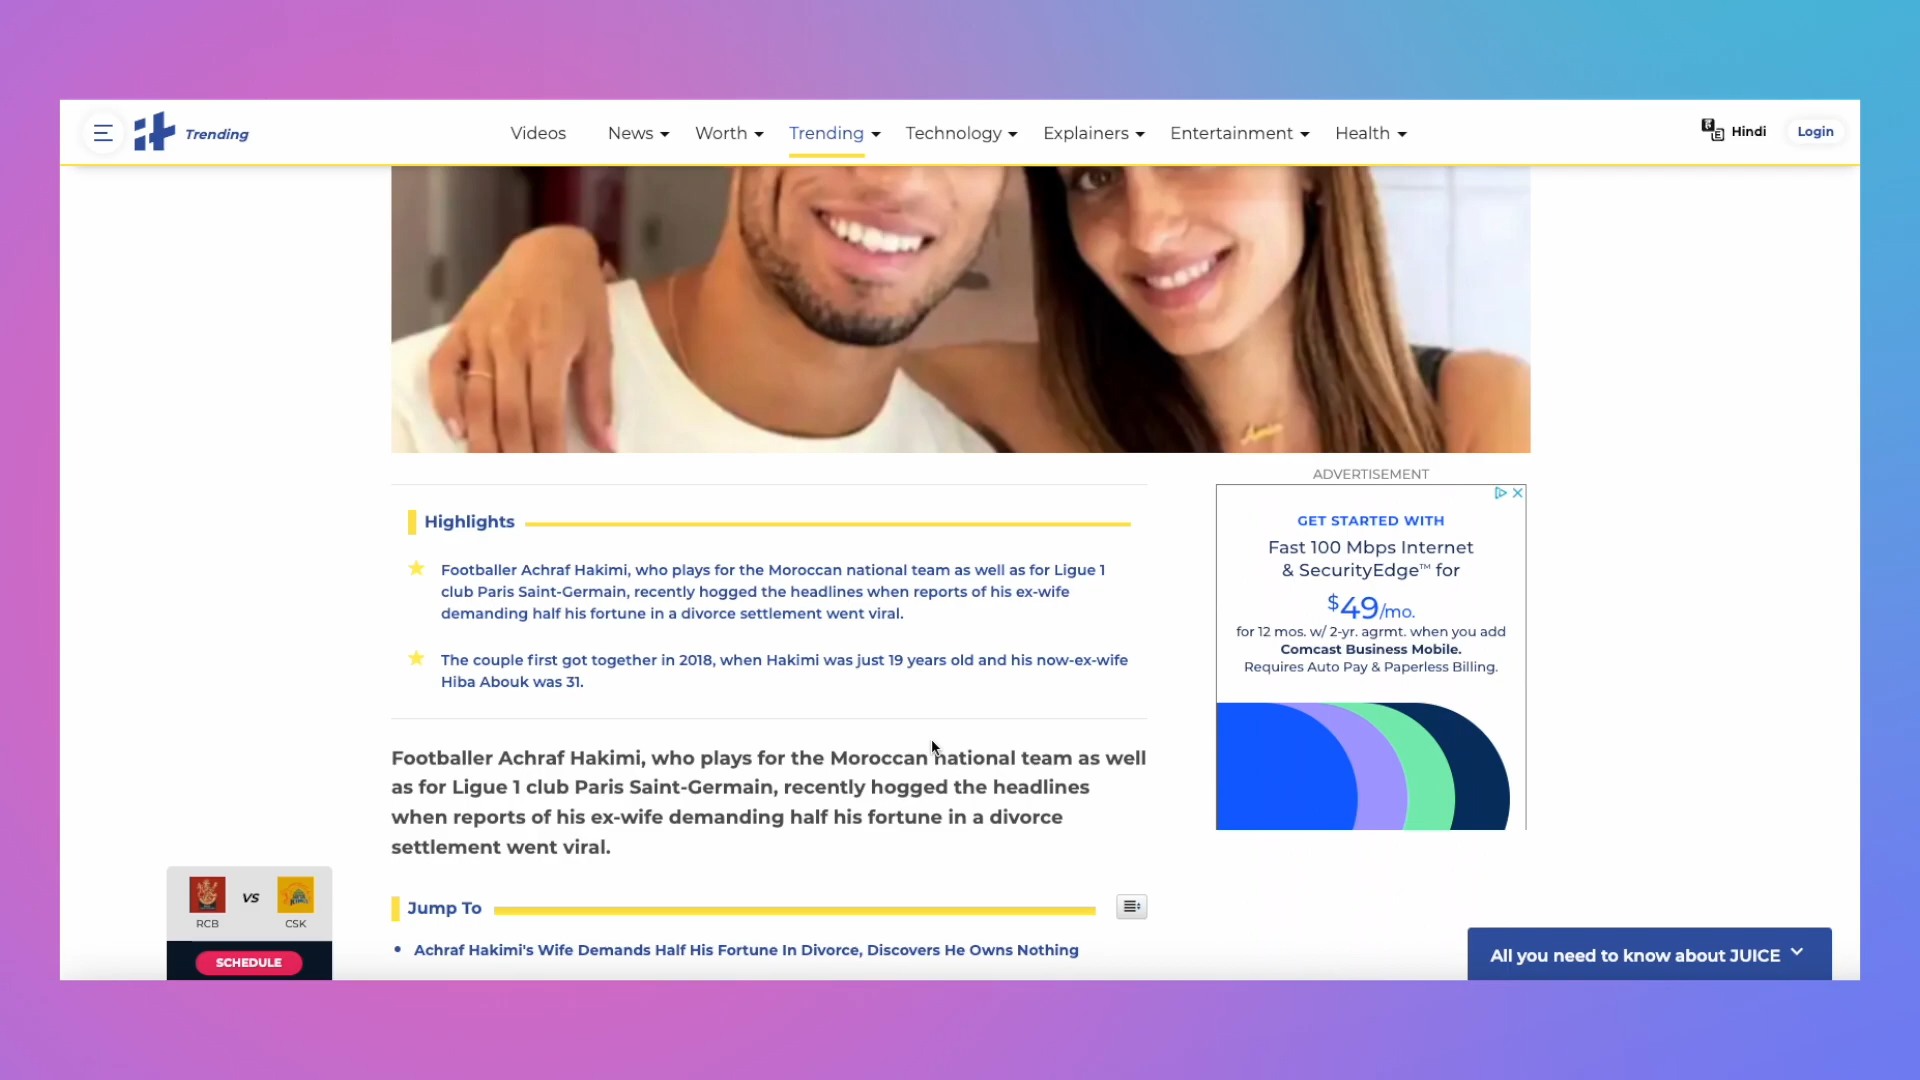 Trending
Videos
News
Worth
Trending
Technology
Explainers
Entertainment
Health
Hindi
Login
ADVERTISEMENT
GET STARTED WITH
Fast 100 Mbps Internet
& SecurityEdge™ for
$49/mo.
for 12 mos. w/ 2-yr. agrmt. when you add
Comcast Business Mobile.
Requires Auto Pay & Paperless Billing.
Highlights
Footballer Achraf Hakimi, who plays for the Moroccan national team as well as for Ligue 1
club Paris Saint-Germain, recently hogged the headlines when reports of his ex-wife
demanding half his fortune in a divorce settlement went viral.
The couple first got together in 2018, when Hakimi was just 19 years old and his now-ex-wife
Hiba Abouk was 31.
Footballer Achraf Hakimi, who plays for the Moroccan national team as well
as for Ligue 1 club Paris Saint-Germain, recently hogged the headlines
when reports of his ex-wife demanding half his fortune in a divorce
settlement went viral.
Jump To
• Achraf Hakimi's Wife Demands Half His Fortune In Divorce, Discovers He Owns Nothing
VS
RCB
CSK
SCHEDULE
All you need to know about JUICE